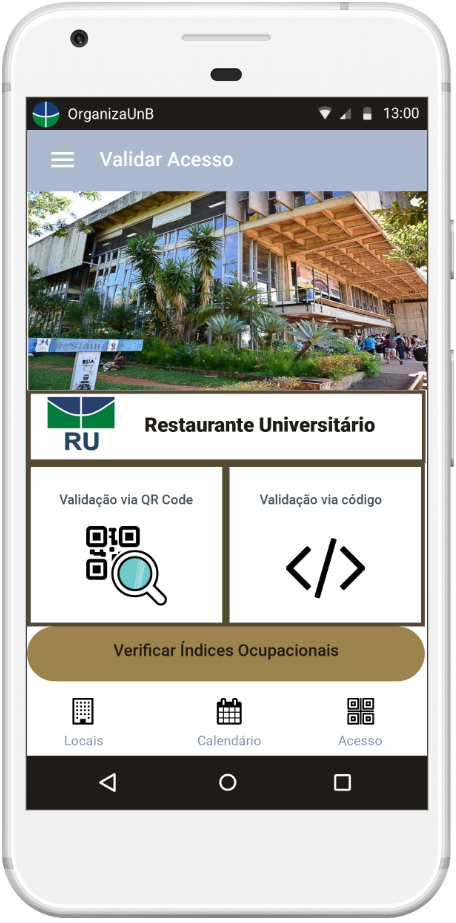 OrganizaUnB
13:00
Validar Acesso
Restaurante Universitário
RU
Validação via QR Code
Validação via código
</>
Verificar Índices Ocupacionais
Locais
Calendário
Acesso